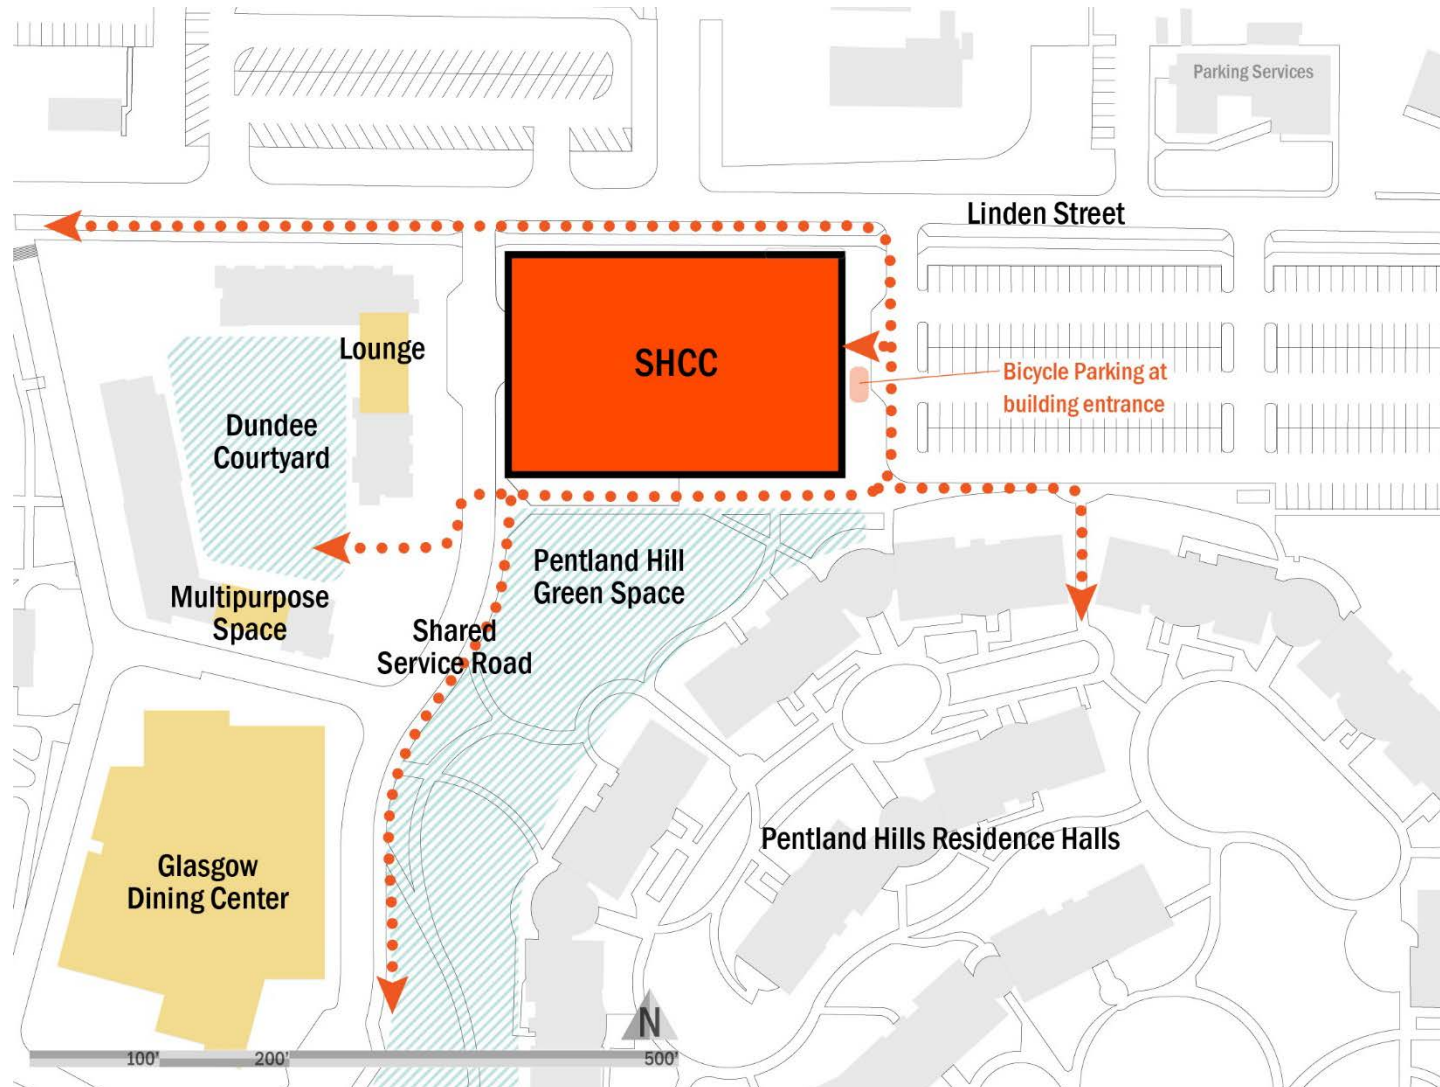 Parking Services
Linden Street
Lounge
SHCC
Bicycle Parking at
building entrance
Dundee
Courtyard
Pentland Hill
Green Space
Multipurpose
Space
Shared
Service Road
Pentland Hills Residence Halls
Glasgow
Dining Center
N
100'
200'
500'